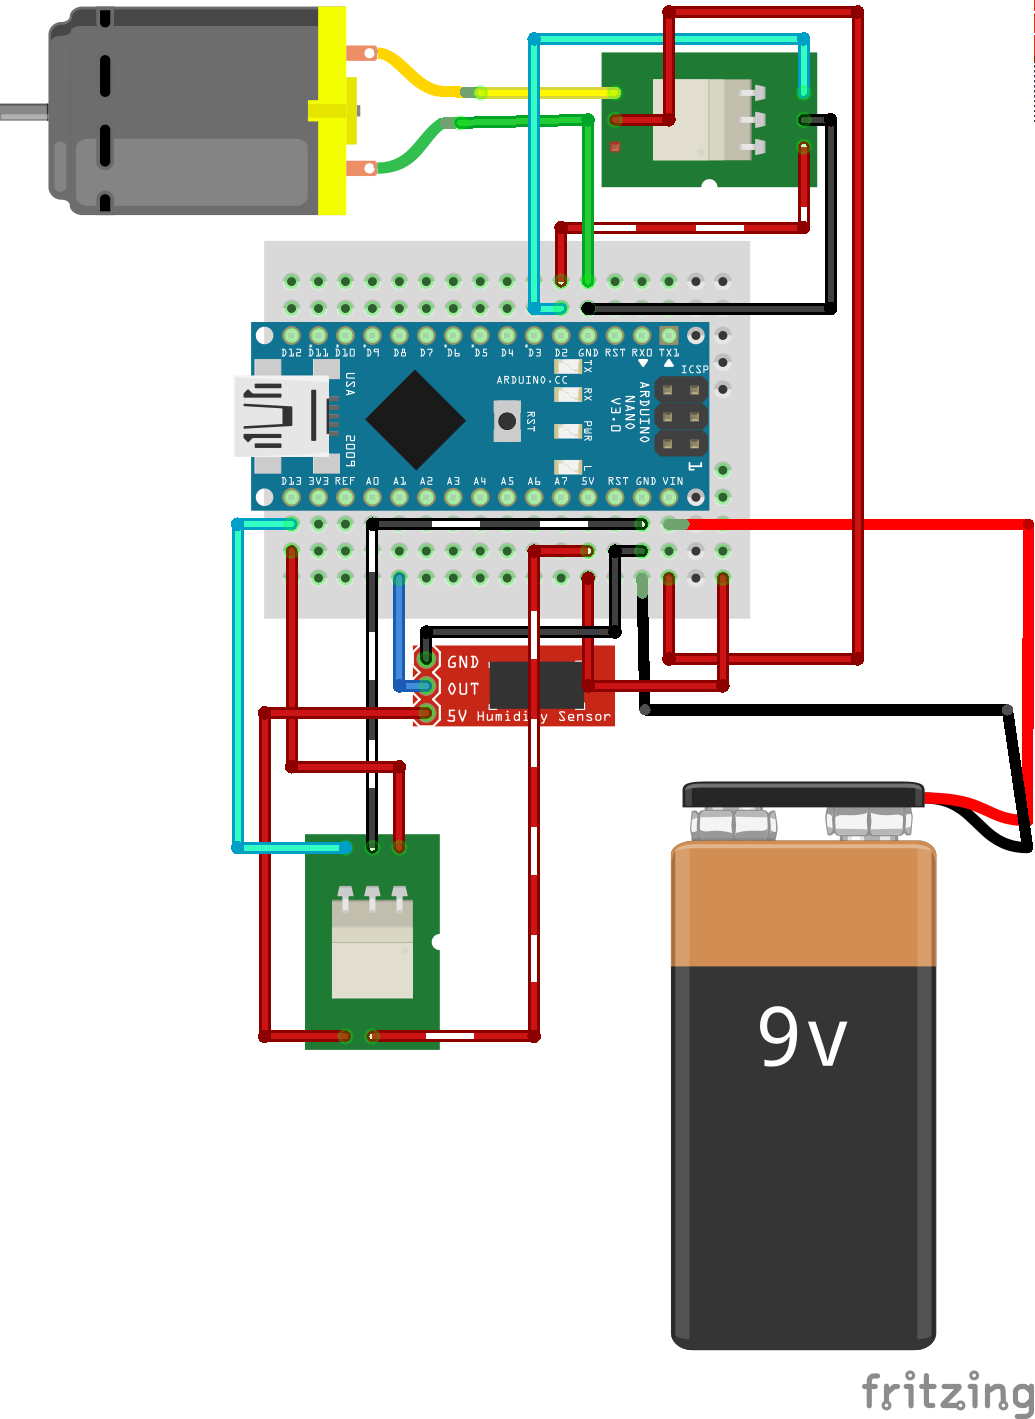 D12 D11 D10 D9 D8 D7 D6 D5 D4 D3 D2 GND RST RX0 TX1
ICSP
ARDUINO.CC
TX
RX
PWR
L
RST
ARDUINO
NANO
V3.0
USA
2009
1
D13 3V3 REF A0 A1 A2 A3 A4 A5 A6 A7 5V RST GND VIN
GND
OUT
5V Humidity Sensor
9v
fritzing